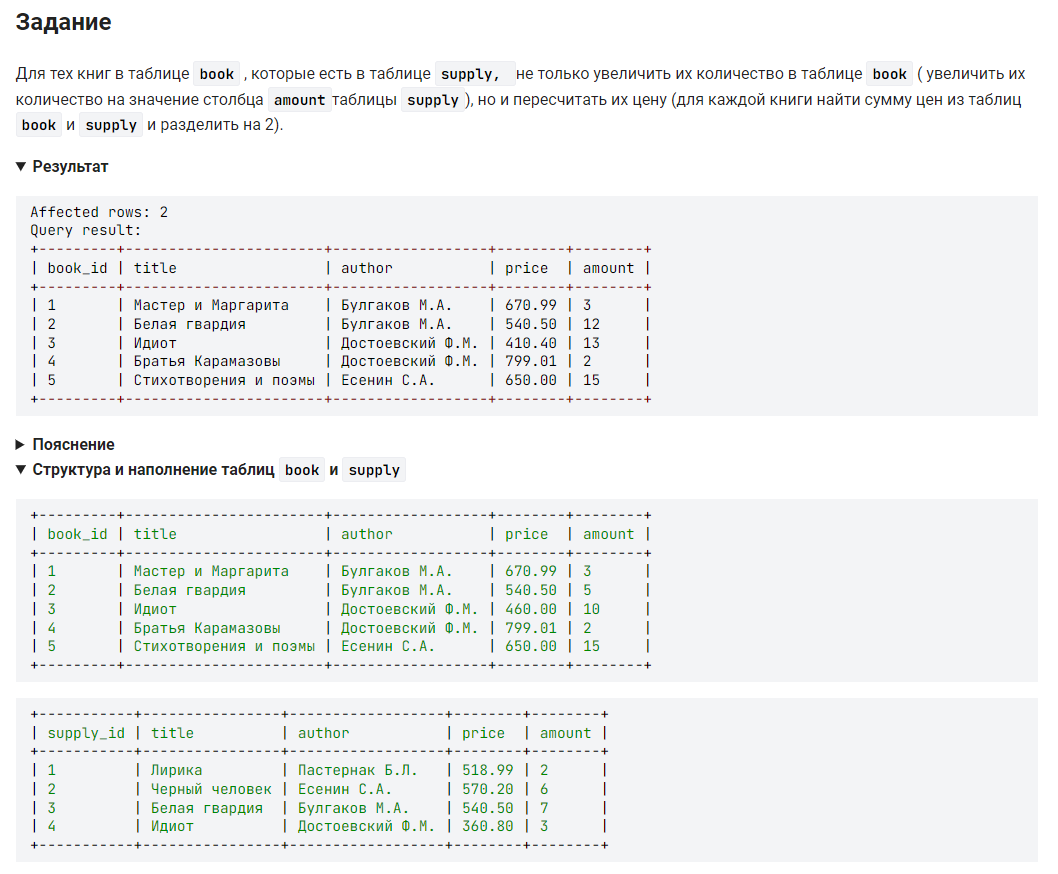 Задание
Для тех книг в таблице book , которые есть в таблице supply, не только увеличить их количество в таблице book ( увеличить их
количество на значение столбца amount таблицы supply ), но и пересчитать их цену (для каждой книги найти сумму цен из таблиц
book и supply и разделить на 2).
▼ Результат
Affected rows: 2
Query result:
+---------+-----------------------+------------------+--------+--------+
| book_id | title                 | author           | price  | amount |
+---------+-----------------------+------------------+--------+--------+
| 1       | Мастер и Маргарита    | Булгаков М.А.    | 670.99 | 3      |
| 2       | Белая гвардия         | Булгаков М.А.    | 540.50 | 12     |
| 3       | Идиот                 | Достоевский Ф.М. | 410.40 | 13     |
| 4       | Братья Карамазовы     | Достоевский Ф.М. | 799.01 | 2      |
| 5       | Стихотворения и поэмы | Есенин С.А.      | 650.00 | 15     |
+---------+-----------------------+------------------+--------+--------+
▶ Пояснение
▼ Структура и наполнение таблиц book и supply
+---------+-----------------------+------------------+--------+--------+
| book_id | title                 | author           | price  | amount |
+---------+-----------------------+------------------+--------+--------+
| 1       | Мастер и Маргарита    | Булгаков М.А.    | 670.99 | 3      |
| 2       | Белая гвардия         | Булгаков М.А.    | 540.50 | 5      |
| 3       | Идиот                 | Достоевский Ф.М. | 460.00 | 10     |
| 4       | Братья Карамазовы     | Достоевский Ф.М. | 799.01 | 2      |
| 5       | Стихотворения и поэмы | Есенин С.А.      | 650.00 | 15     |
+---------+-----------------------+------------------+--------+--------+
+-----------+----------------+------------------+--------+--------+
| supply_id | title          | author           | price  | amount |
+-----------+----------------+------------------+--------+--------+
| 1         | Лирика         | Пастернак Б.Л.   | 518.99 | 2      |
| 2         | Черный человек | Есенин С.А.      | 570.20 | 6      |
| 3         | Белая гвардия  | Булгаков М.А.    | 540.50 | 7      |
| 4         | Идиот          | Достоевский Ф.М. | 360.80 | 3      |
+-----------+----------------+------------------+--------+--------+